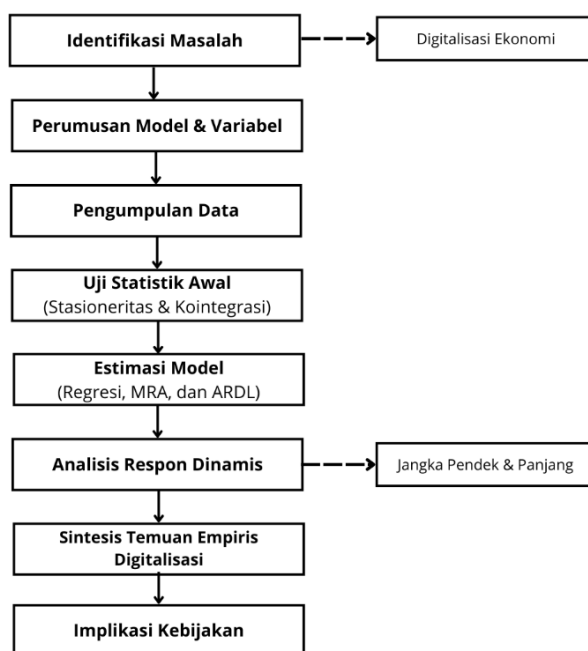 Identifikasi Masalah
Digitalisasi Ekonomi
Perumusan Model & Variabel
Pengumpulan Data
Uji Statistik Awal
(Stasioneritas & Kointegrasi)
Estimasi Model
(Regresi, MRA, dan ARDL)
Analisis Respon Dinamis
Jangka Pendek & Panjang
Sintesis Temuan Empiris
Digitalisasi
Implikasi Kebijakan